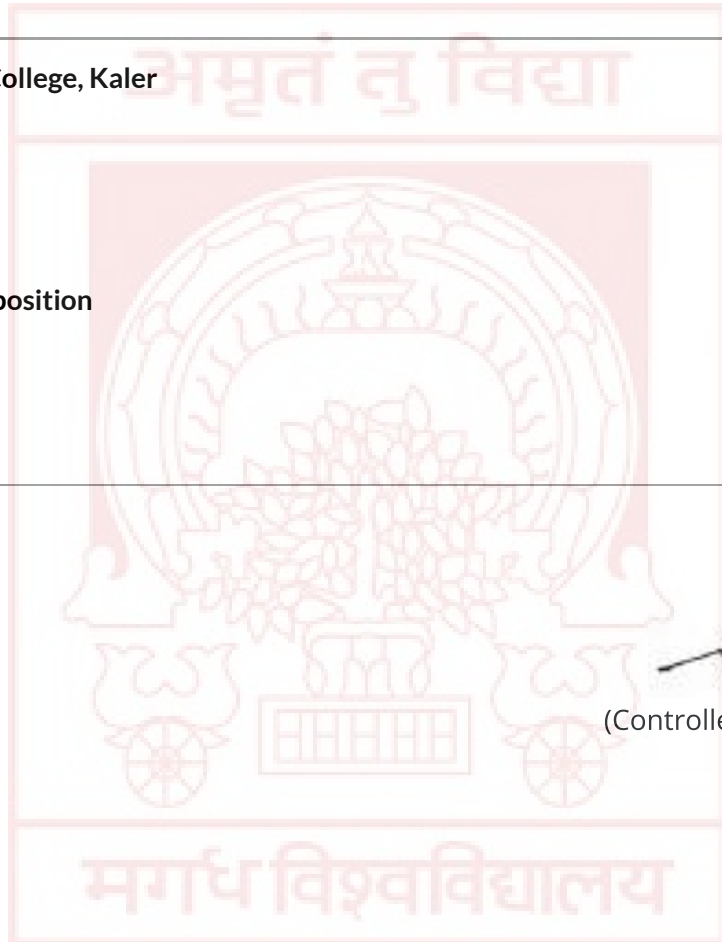 अमृतं तु विद्या
ollege, Kaler
position
(Controlle
मगध विश्वविद्यालय